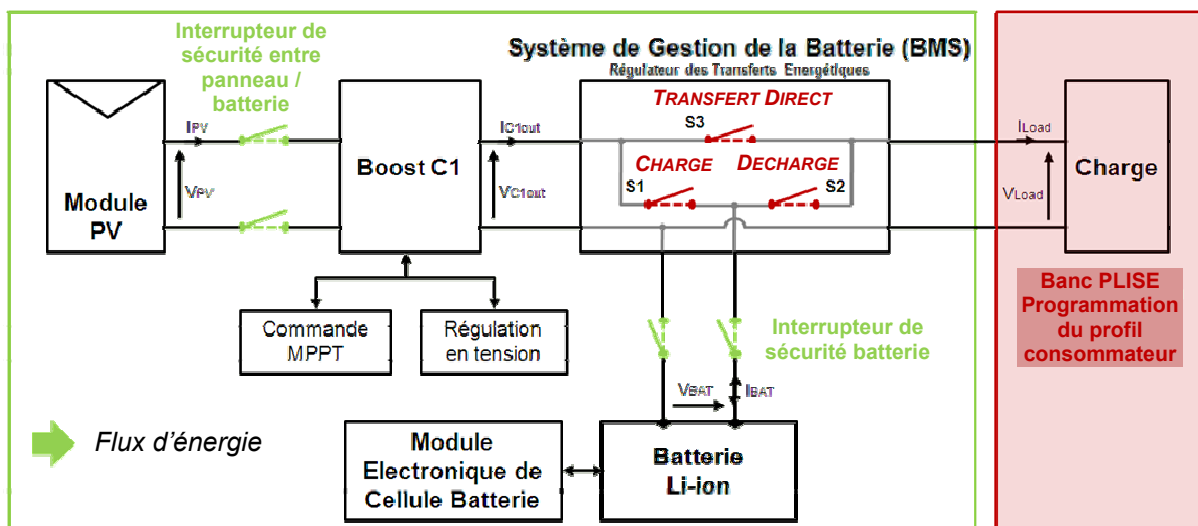 Interrupteur de
sécurité entre
panneau /
batterie
Système de Gestion de la Batterie (BMS)
Régulateur des Transferts Energétiques
TRANSFERT DIRECT
S3
CHARGE
DECHARGE
S1
S2
IPV
VPV
Module
PV
Boost C1
IC1out
VC1out
ILoad
VLoad
Charge
Commande
MPPT
Régulation
en tension
Interrupteur de
sécurité batterie
VBAT
IBAT
Banc PLISE
Programmation
du profil
consommateur
Flux d'énergie
Module
Electronique de
Cellule Batterie
Batterie
Li-ion